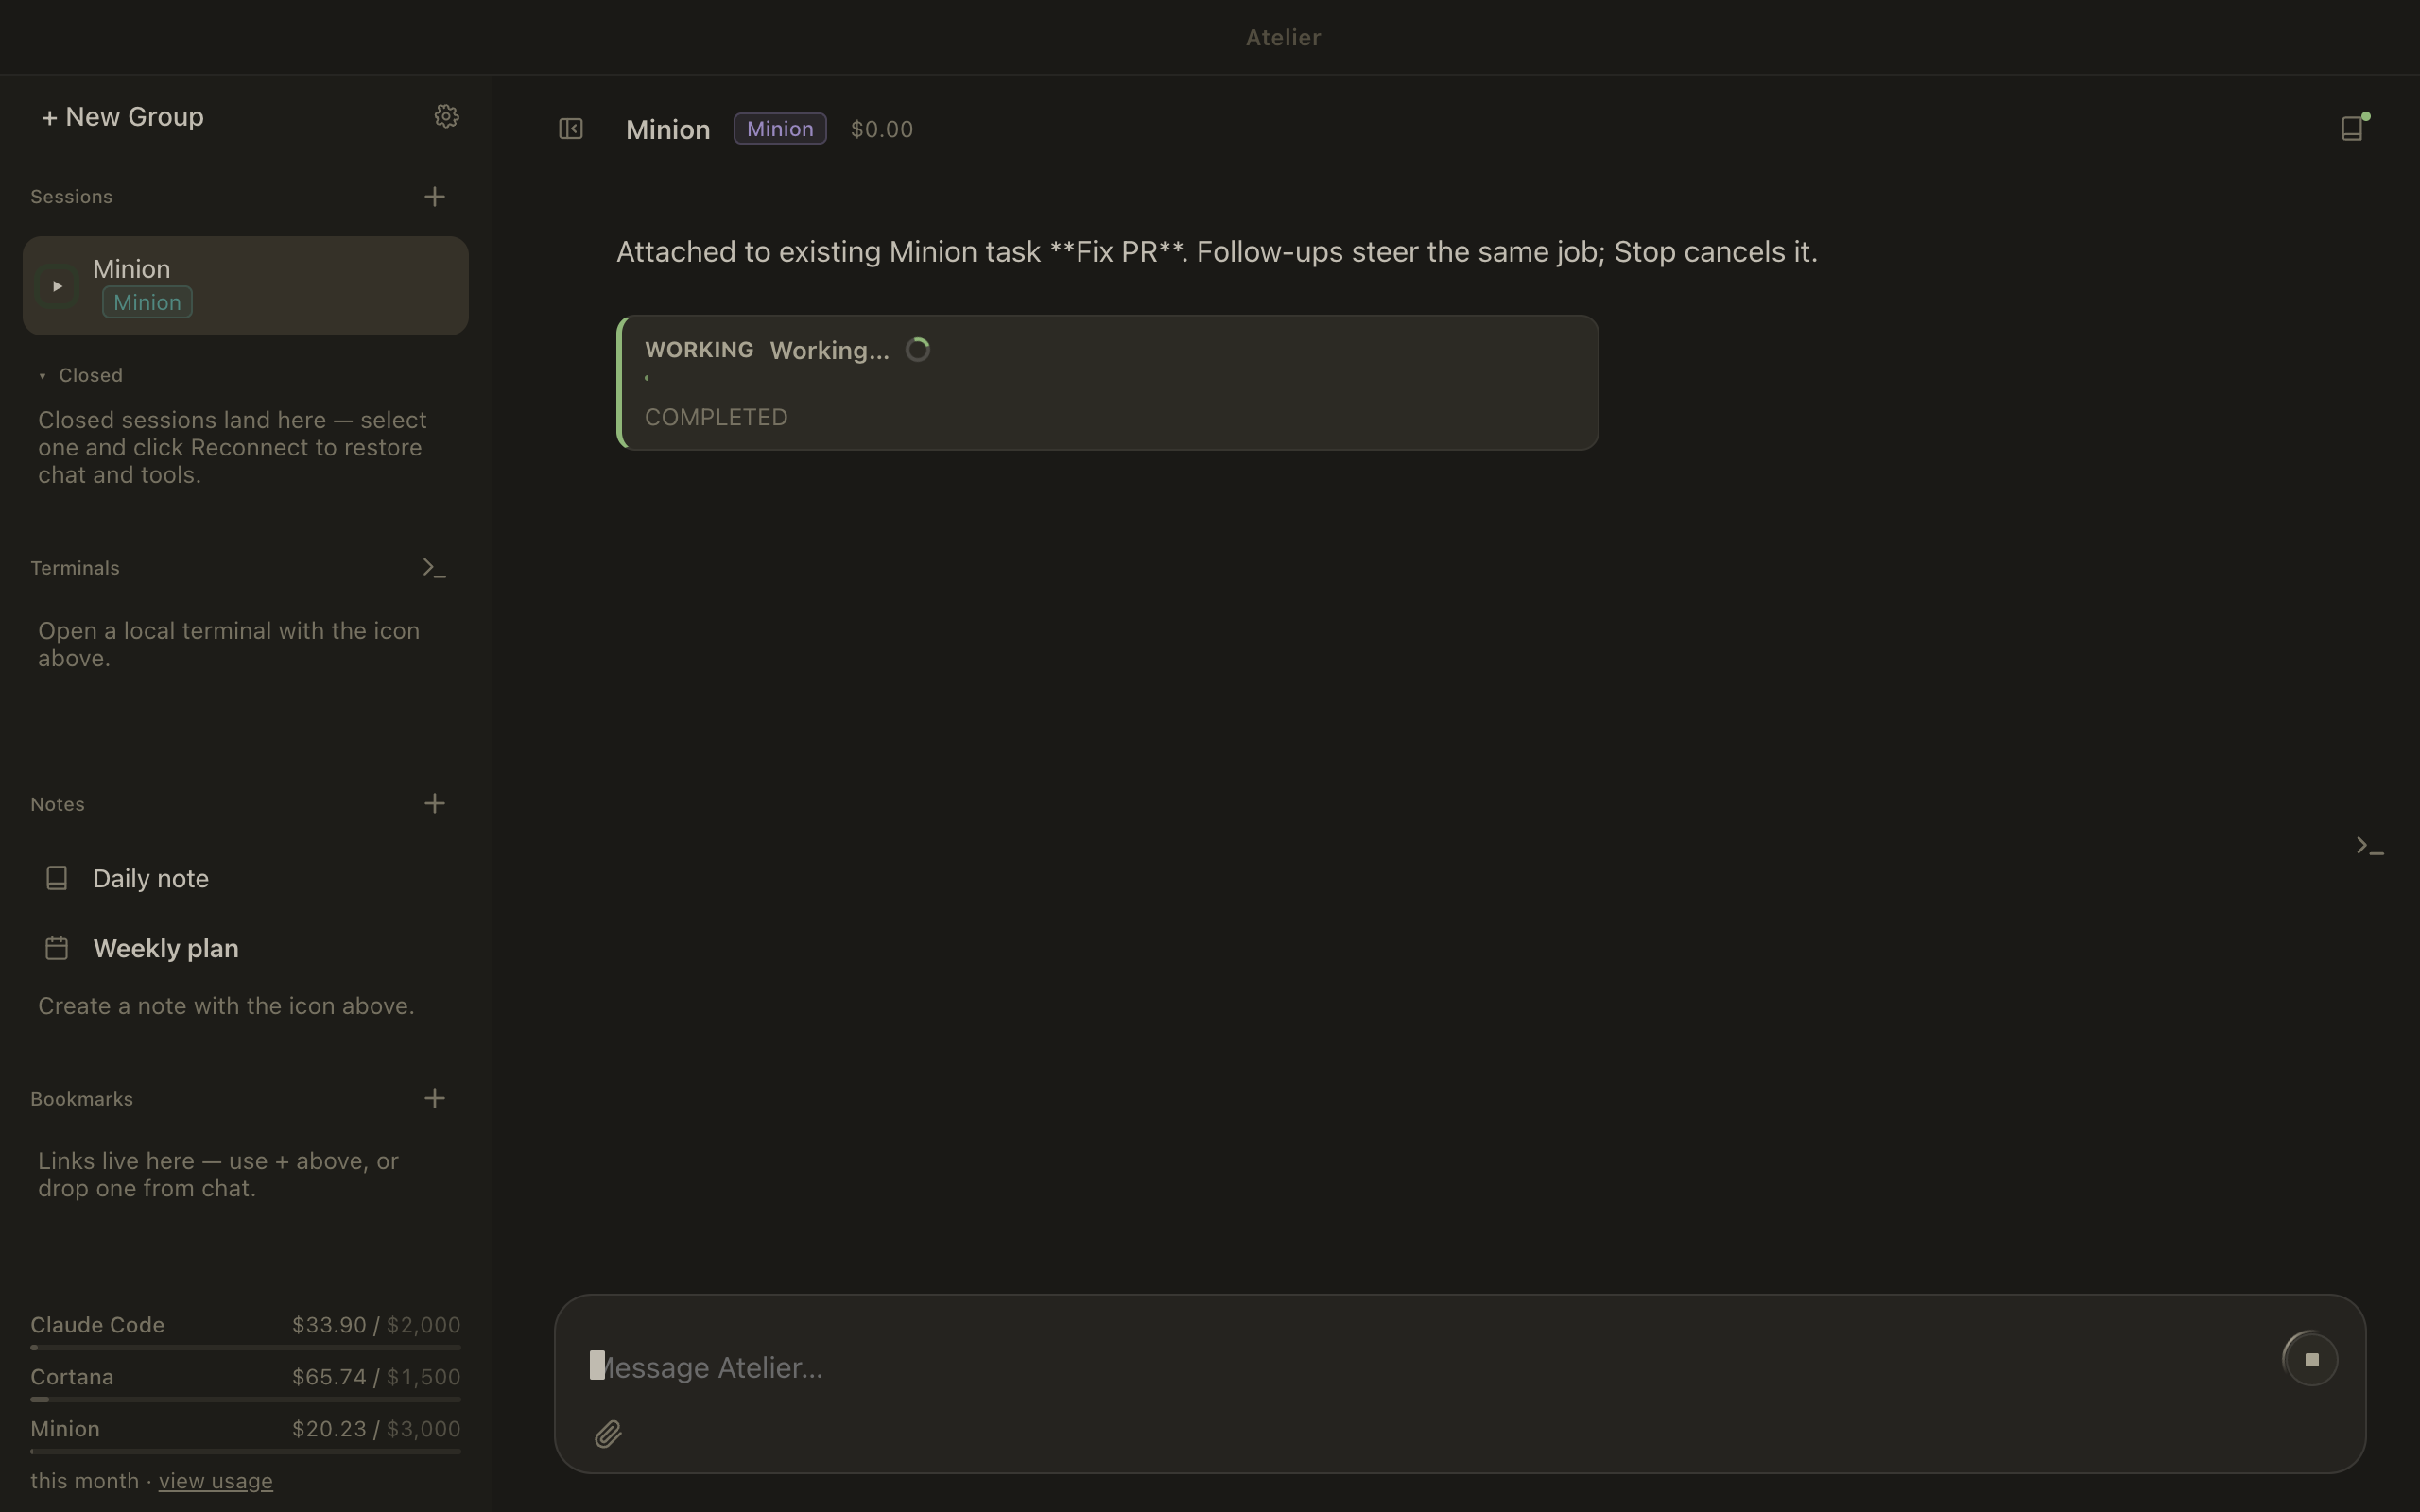 Atelier
+ New Group
Sessions
Minion
Minion
Closed
Closed sessions land here — select
one and click Reconnect to restore
chat and tools.
Terminals
Open a local terminal with the icon
above.
Notes
Daily note
Weekly plan
Create a note with the icon above.
Bookmarks
Links live here — use + above, or
drop one from chat.
Claude Code $33.90 / $2,000
Cortana $65.74 / $1,500
Minion $20.23 / $3,000
this month · view usage
Minion Minion $0.00
Attached to existing Minion task **Fix PR**. Follow-ups steer the same job; Stop cancels it.
WORKING Working...
COMPLETED
Message Atelier...